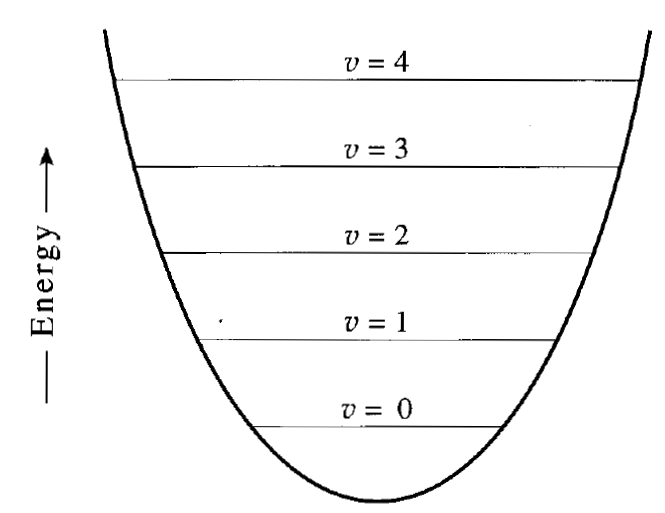 v = 4
v = 3
v = 2
v = 1
v = 0
Energy